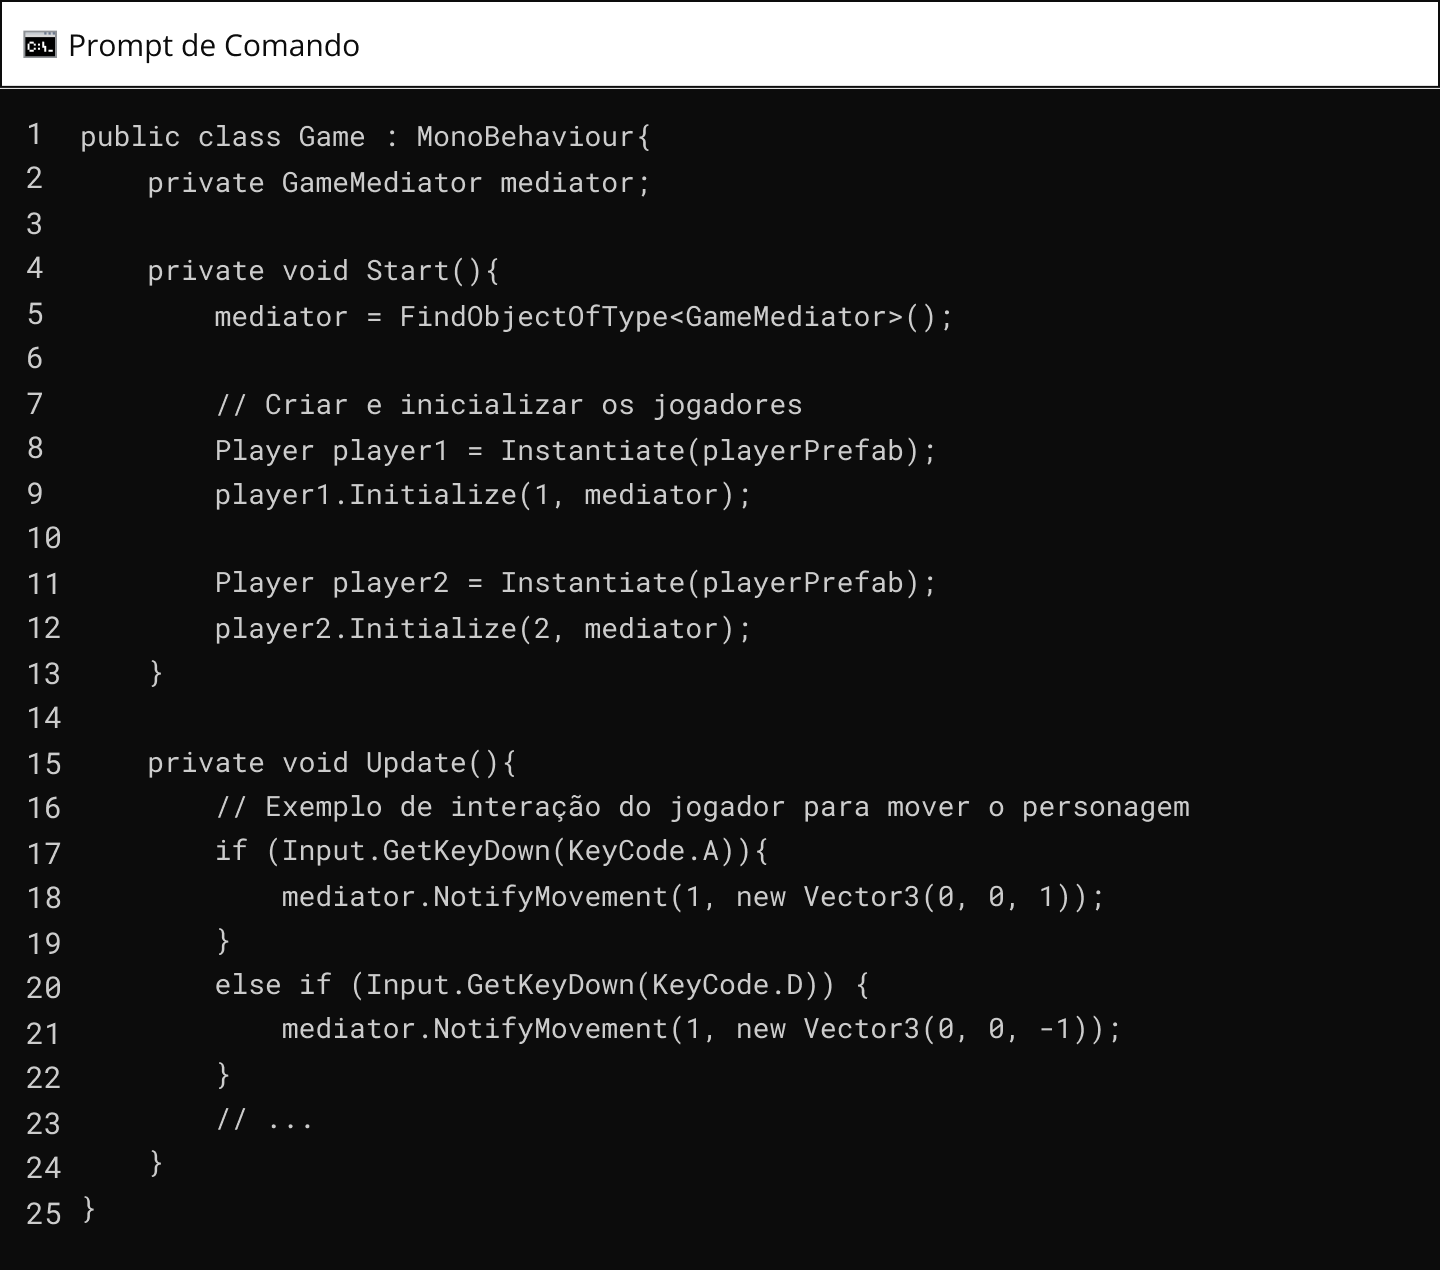 C:\.
Prompt de Comando
1 public class Game : MonoBehaviour{
2     private GameMediator mediator;
3
4     private void Start(){
5         mediator = FindObjectOfType<GameMediator>();
6
7         // Criar e inicializar os jogadores
8         Player player1 = Instantiate(playerPrefab);
9         player1.Initialize(1, mediator);
10
11         Player player2 = Instantiate(playerPrefab);
12         player2.Initialize(2, mediator);
13     }
14
15     private void Update(){
16         // Exemplo de interação do jogador para mover o personagem
17         if (Input.GetKeyDown(KeyCode.A)){
18             mediator.NotifyMovement(1, new Vector3(0, 0, 1));
19         }
20         else if (Input.GetKeyDown(KeyCode.D)) {
21             mediator.NotifyMovement(1, new Vector3(0, 0, -1));
22         }
23         // ...
24     }
25 }